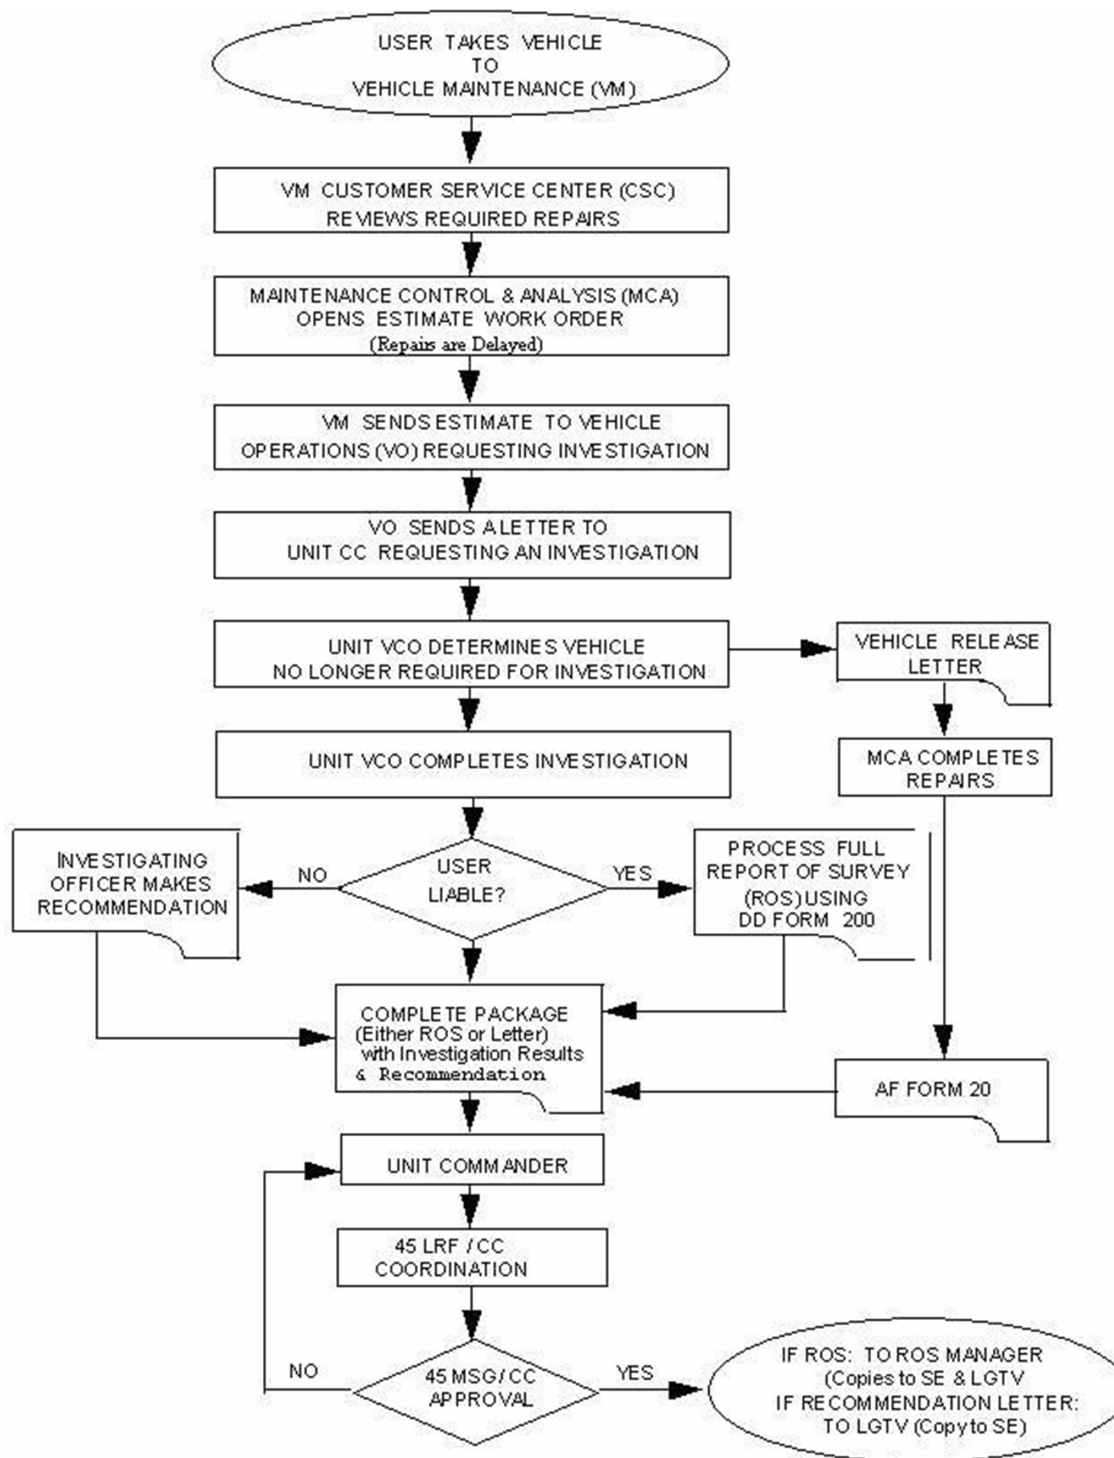 USER TAKES VEHICLE
TO
VEHICLE MAINTENANCE (VM)
VM CUSTOMER SERVICE CENTER (CSC)
REVIEWS REQUIRED REPAIRS
MAINTENANCE CONTROL & ANALYSIS (MCA)
OPENS ESTIMATE WORK ORDER
(Repairs are Delayed)
VM SENDS ESTIMATE TO VEHICLE
OPERATIONS (VO) REQUESTING INVESTIGATION
VO SENDS A LETTER TO
UNIT CC REQUESTING AN INVESTIGATION
UNIT VCO DETERMINES VEHICLE
NO LONGER REQUIRED FOR INVESTIGATION
VEHICLE RELEASE
LETTER
UNIT VCO COMPLETES INVESTIGATION
MCA COMPLETES
REPAIRS
INVESTIGATING
OFFICER MAKES
RECOMMENDATION
NO
USER
LIABLE?
YES
PROCESS FULL
REPORT OF SURVEY
(ROS) USING
DD FORM 200
COMPLETE PACKAGE
(Either ROS or Letter)
with Investigation Results
& Recommendation
AF FORM 20
UNIT COMMANDER
45 LRF / CC
COORDINATION
NO
45 MSG / CC
APPROVAL
YES
IF ROS: TO ROS MANAGER
(Copies to SE & LGTV
IF RECOMMENDATION LETTER:
TO LGTV (Copy to SE)